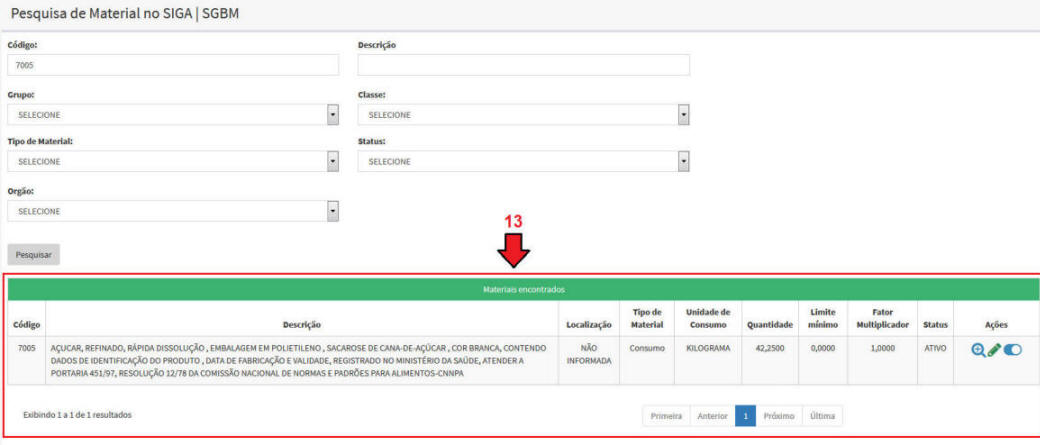 Pesquisa de Material no SIGA | SGBM
Código: Descrição
7005
Grupo: Classe:
SELECIONE SELECIONE
Tipo de Material: Status:
SELECIONE SELECIONE
Orgão:
SELECIONE
13
Pesquisar
Materiais encontrados
Código Descrição Localização Tipo de Material Unidade de Consumo Quantidade Limite mínimo Fator Multiplicador Status Ações
7005 AÇUCAR, REFINADO, RÁPIDA DISSOLUÇÃO , EMBALAGEM EM POLIETILENO , SACAROSE DE CANA-DE-AÇÚCAR , COR BRANCA, CONTENDO
DADOS DE IDENTIFICAÇÃO DO PRODUTO , DATA DE FABRICAÇÃO E VALIDADE, REGISTRADO NO MINISTÉRIO DA SAÚDE, ATENDER A
PORTARIA 451/97, RESOLUÇÃO 12/78 DA COMISSÃO NACIONAL DE NORMAS E PADRÕES PARA ALIMENTOS-CNNPA
NÃO INFORMADA Consumo KILOGRAMA 42,2500 0,0000 1,0000 ATIVO
Exibindo 1 a 1 de 1 resultados Primeira Anterior 1 Próximo Última